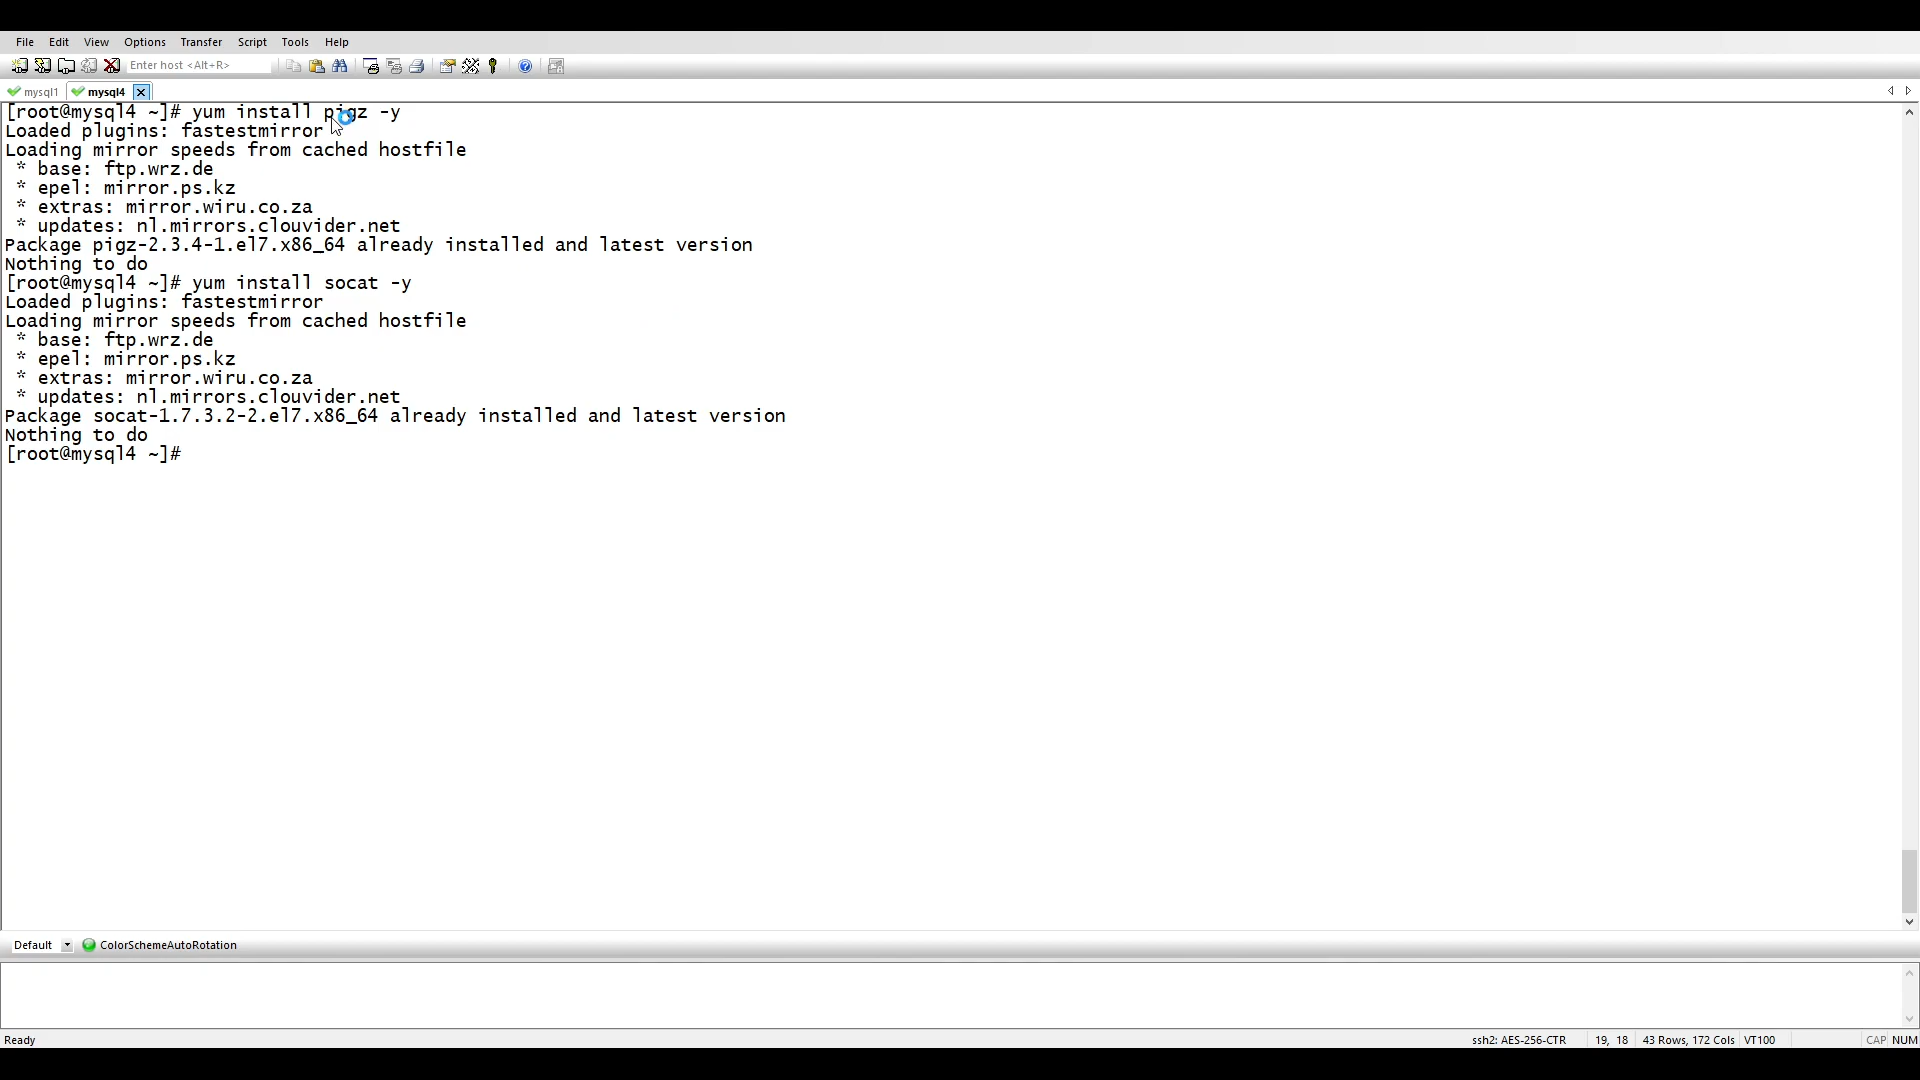 File Edit View Options Transfer Script Tools Help
Enter host <Alt+R>
mysql1 mysql4
[root@mysql4 ~]# yum install pigz -y
Loaded plugins: fastestmirror
Loading mirror speeds from cached hostfile
 * base: ftp.wrz.de
 * epel: mirror.ps.kz
 * extras: mirror.wiru.co.za
 * updates: nl.mirrors.clouvider.net
Package pigz-2.3.4-1.el7.x86_64 already installed and latest version
Nothing to do
[root@mysql4 ~]# yum install socat -y
Loaded plugins: fastestmirror
Loading mirror speeds from cached hostfile
 * base: ftp.wrz.de
 * epel: mirror.ps.kz
 * extras: mirror.wiru.co.za
 * updates: nl.mirrors.clouvider.net
Package socat-1.7.3.2-2.el7.x86_64 already installed and latest version
Nothing to do
[root@mysql4 ~]#
Default ColorSchemeAutoRotation
Ready ssh2: AES-256-CTR 19, 18 43 Rows, 172 Cols VT100 CAP NUM